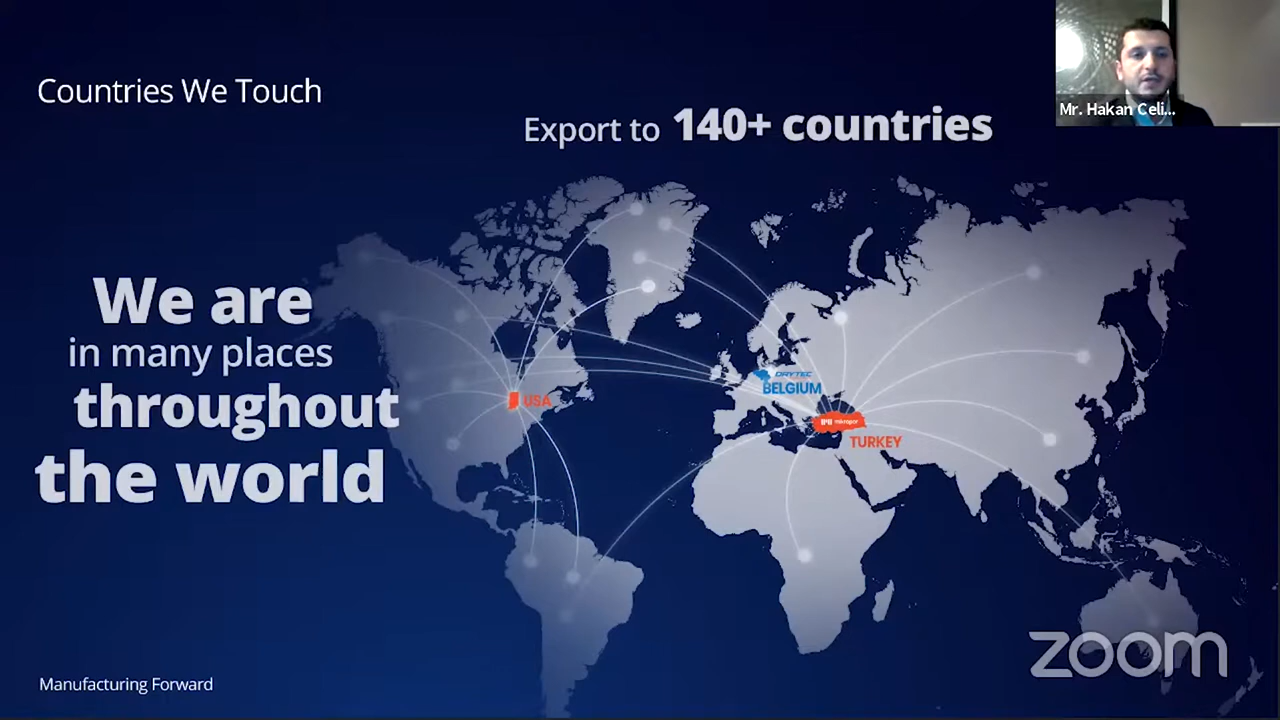 Countries We Touch
Export to 140+ countries
Mr. Hakan Celi...
We are
in many places
throughout
the world
DRYTEC
BELGIUM
USA
mikropor
TURKEY
zoom
Manufacturing Forward